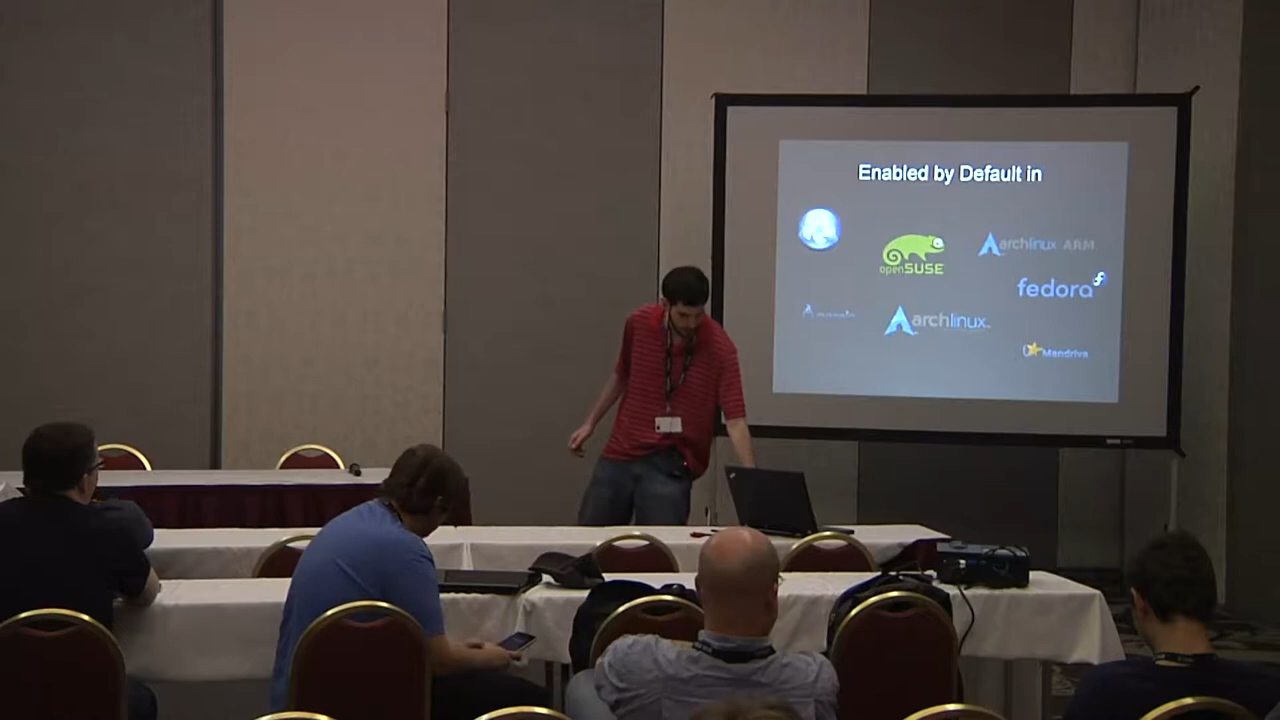 Enabled by Default in
openSUSE
archlinux ARM
fedora
archlinux
Mandriva